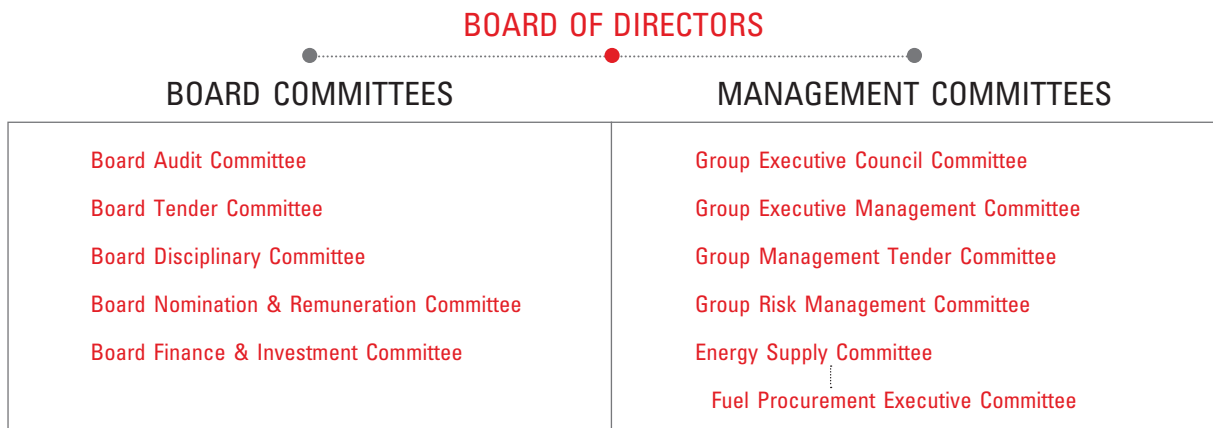 BOARD OF DIRECTORS
BOARD COMMITTEES
Board Audit Committee
Board Tender Committee
Board Disciplinary Committee
Board Nomination & Remuneration Committee
Board Finance & Investment Committee
MANAGEMENT COMMITTEES
Group Executive Council Committee
Group Executive Management Committee
Group Management Tender Committee
Group Risk Management Committee
Energy Supply Committee
Fuel Procurement Executive Committee